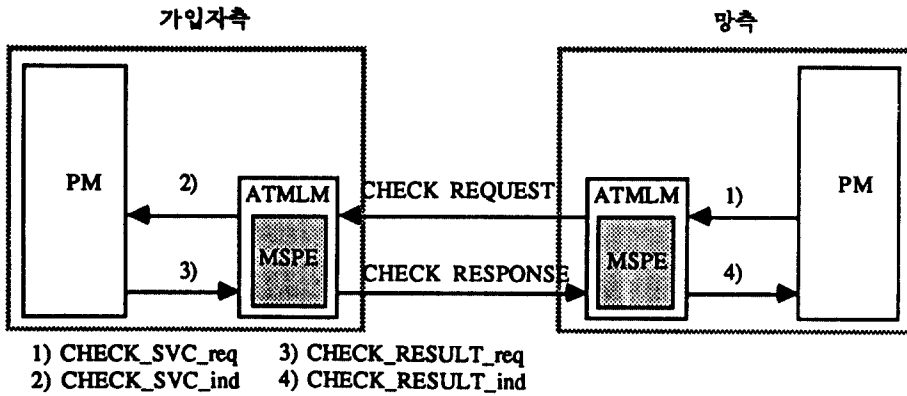 가입자측
망측
PM
2)
ATMLM
CHECK REQUEST
ATMLM
1)
PM
MSPE
MSPE
3)
CHECK RESPONSE
4)
1) CHECK_SVC_req 3) CHECK_RESULT_req
2) CHECK_SVC_ind 4) CHECK_RESULT_ind